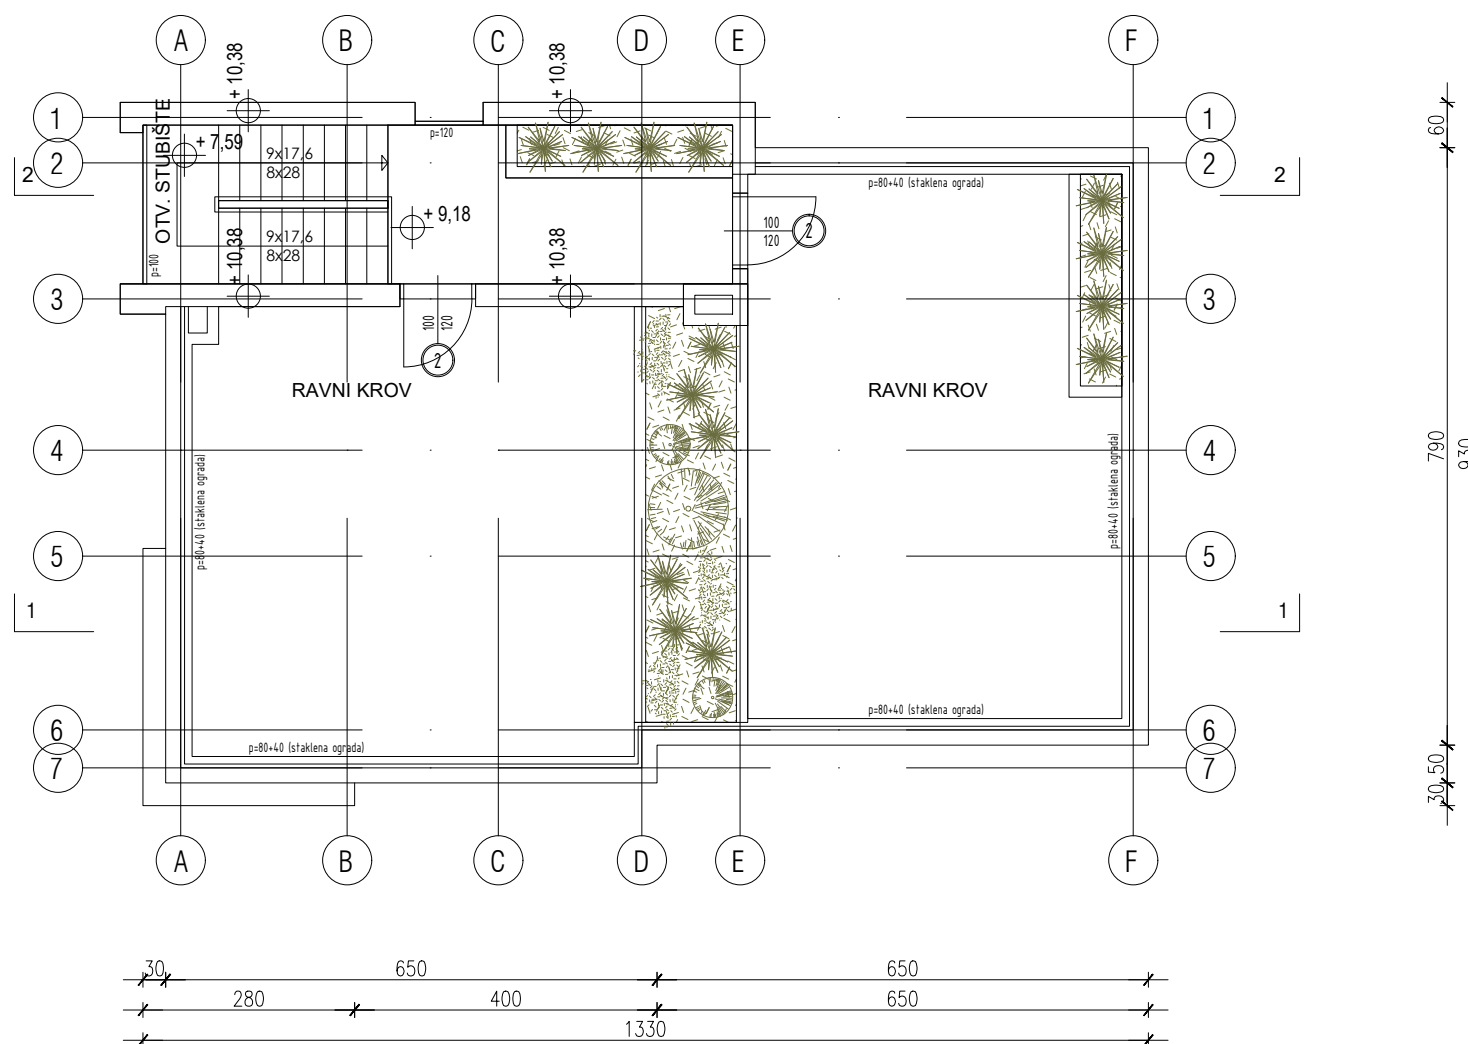 A B C D E F
+ 10,38
+ 10,38
1 1
OTV. STUBIŠTE
p=120
+ 7,59
9x17,6
8x28
2 2
2 2
p=80+40 (staklena ograda)
+ 9,18
100
120
2
9x17,6
8x28
p=100
+ 10,38
+ 10,38
3 3
100
120
2
RAVNI KROV
RAVNI KROV
4 4
p=80+40 (staklena ograda)
p=80+40 (staklena ograda)
5 5
1 1
p=80+40 (staklena ograda)
6 6
p=80+40 (staklena ograda)
7 7
A B C D E F
60
790
930
50
30
30 650 650
280 400 650
1330